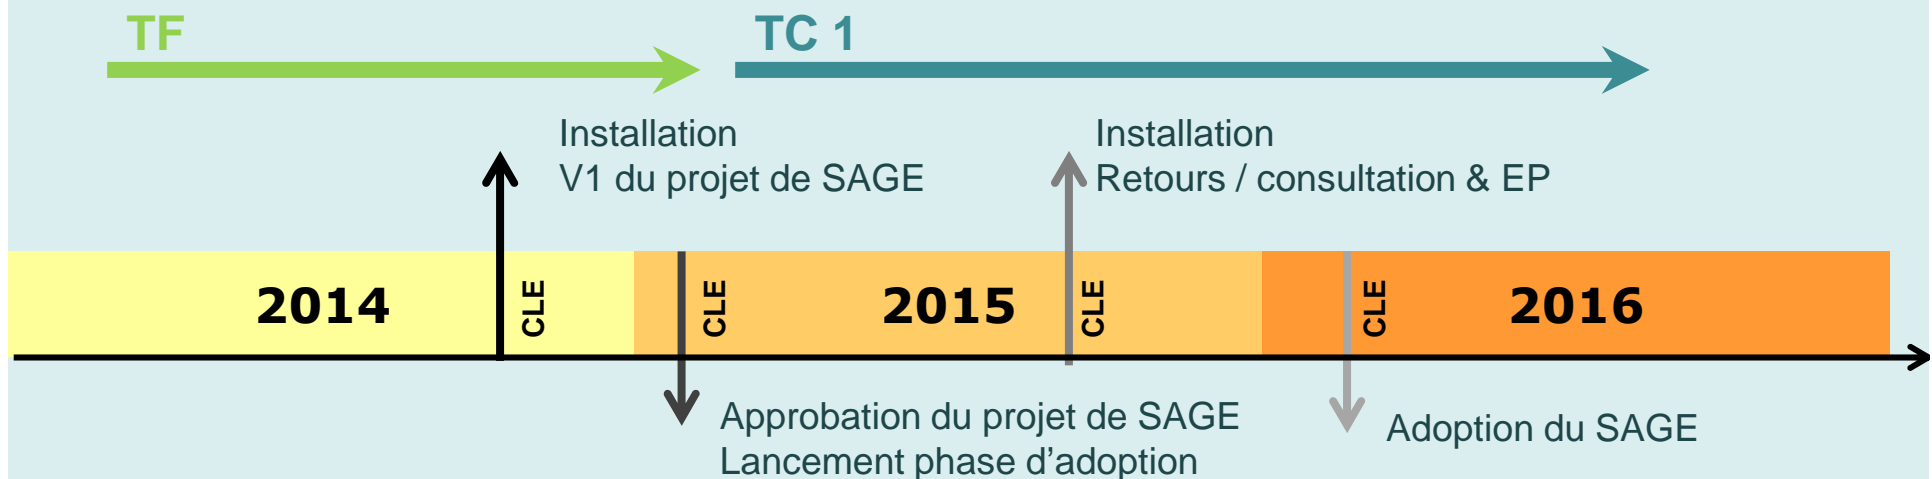 TF
TC 1
Installation
V1 du projet de SAGE
Installation
Retours / consultation & EP
2014
CLE
CLE
2015
CLE
CLE
2016
Approbation du projet de SAGE
Lancement phase d’adoption
Adoption du SAGE